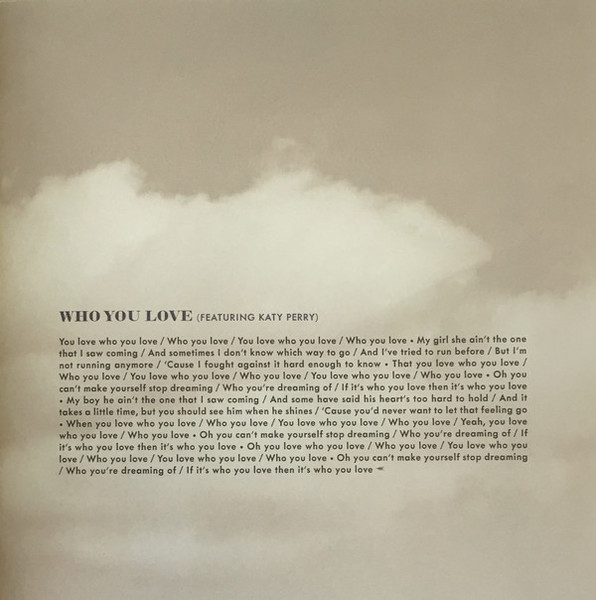 WHO YOU LOVE (FEATURING KATY PERRY)
You love who you love / Who you love / You love who you love / Who you love • My girl she ain't the one
that I saw coming / And sometimes I don't know which way to go / And I've tried to run before / But I'm
not running anymore / 'Cause I fought against it hard enough to know • That you love who you love /
Who you love / You love who you love / Who you love / You love who you love / Who you love • Oh you
can't make yourself stop dreaming / Who you're dreaming of / If it's who you love then it's who you love
• My boy he ain't the one that I saw coming / And some have said his heart's too hard to hold / And it
takes a little time, but you should see him when he shines / 'Cause you'd never want to let that feeling go
• When you love who you love / Who you love / You love who you love / Who you love / Yeah, you love
who you love / Who you love • Oh you can't make yourself stop dreaming / Who you're dreaming of / If
it's who you love then it's who you love • Oh you love who you love / Who you love / You love who you
love / Who you love / You love who you love / Who you love • Oh you can't make yourself stop dreaming
/ Who you're dreaming of / If it's who you love then it's who you love